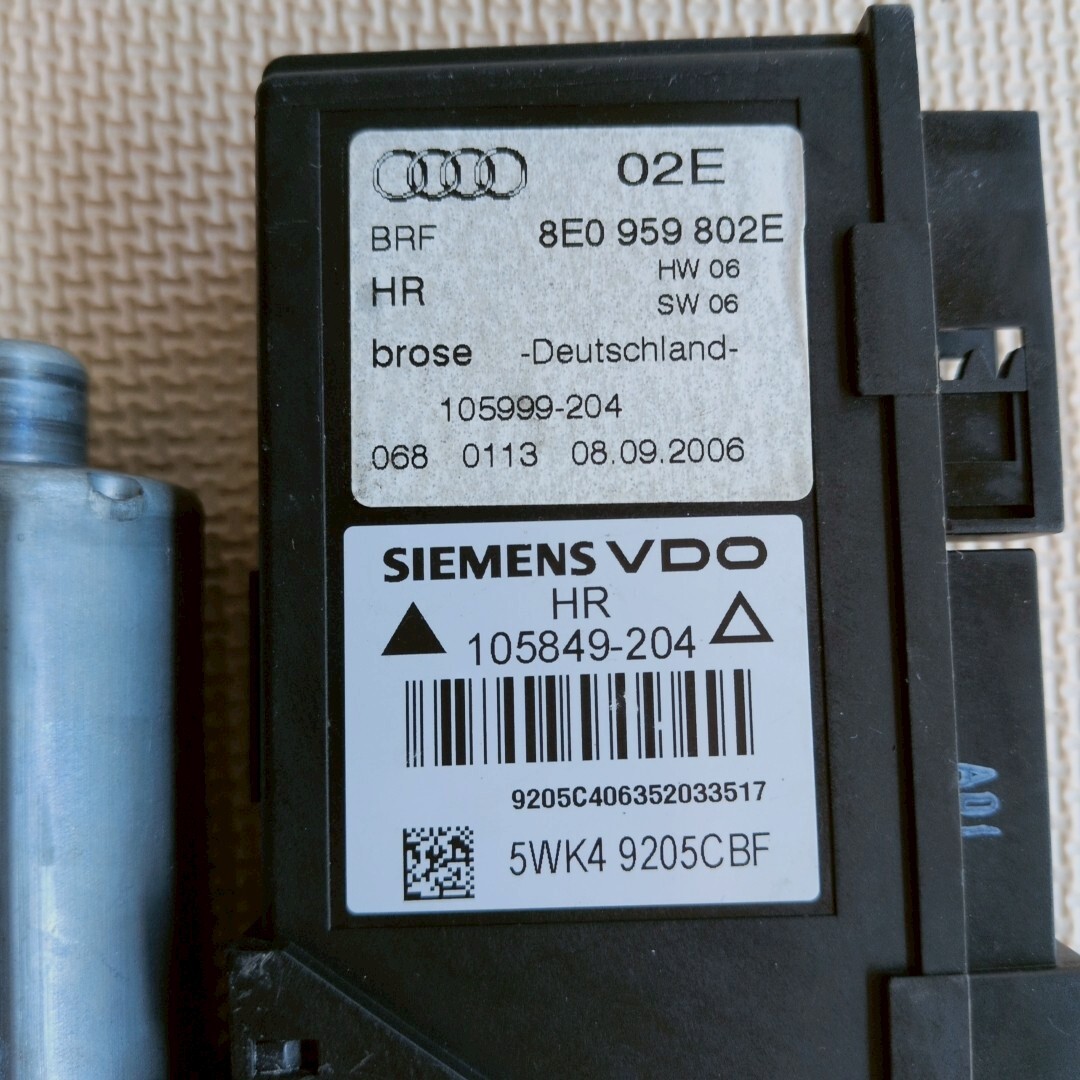 02E
BRF 8E0 959 802E
HR HW 06
SW 06
brose -Deutschland-
105999-204
068 0113 08.09.2006
SIEMENS VDO
HR
105849-204
9205C406352033517
5WK4 9205CBF